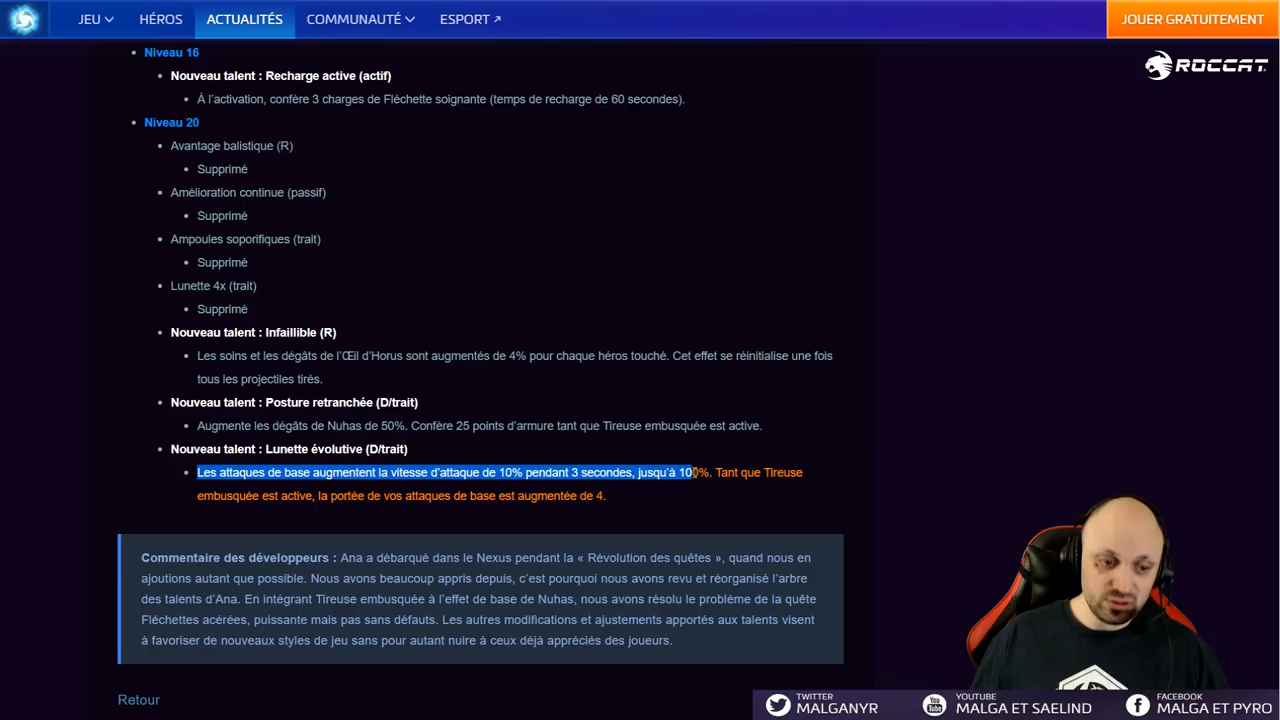 JEU HÉROS ACTUALITÉS COMMUNAUTÉ ESPORT JOUER GRATUITEMENT
ROCCAT
Niveau 16
Nouveau talent : Recharge active (actif)
À l'activation, confère 3 charges de Fléchette soignante (temps de recharge de 60 secondes).
Niveau 20
Avantage balistique (R)
Supprimé
Amélioration continue (passif)
Supprimé
Ampoules soporifiques (trait)
Supprimé
Lunette 4x (trait)
Supprimé
Nouveau talent : Infaillible (R)
Les soins et les dégâts de l'Œil d'Horus sont augmentés de 4% pour chaque héros touché. Cet effet se réinitialise une fois
tous les projectiles tirés.
Nouveau talent : Posture retranchée (D/trait)
Augmente les dégâts de Nuhas de 50%. Confère 25 points d'armure tant que Tireuse embusquée est active.
Nouveau talent : Lunette évolutive (D/trait)
Les attaques de base augmentent la vitesse d'attaque de 10% pendant 3 secondes, jusqu'à 100%. Tant que Tireuse
embusquée est active, la portée de vos attaques de base est augmentée de 4.
Commentaire des développeurs : Ana a débarqué dans le Nexus pendant la « Révolution des quêtes », quand nous en
ajoutions autant que possible. Nous avons beaucoup appris depuis, c'est pourquoi nous avons revu et réorganisé l'arbre
des talents d'Ana. En intégrant Tireuse embusquée à l'effet de base de Nuhas, nous avons résolu le problème de la quête
Fléchettes acérées, puissante mais pas sans défauts. Les autres modifications et ajustements apportés aux talents visent
à favoriser de nouveaux styles de jeu sans pour autant nuire à ceux déjà appréciés des joueurs.
Retour
TWITTER
MALGANYR
YOUTUBE
MALGA ET SAELIND
FACEBOOK
MALGA ET PYRO